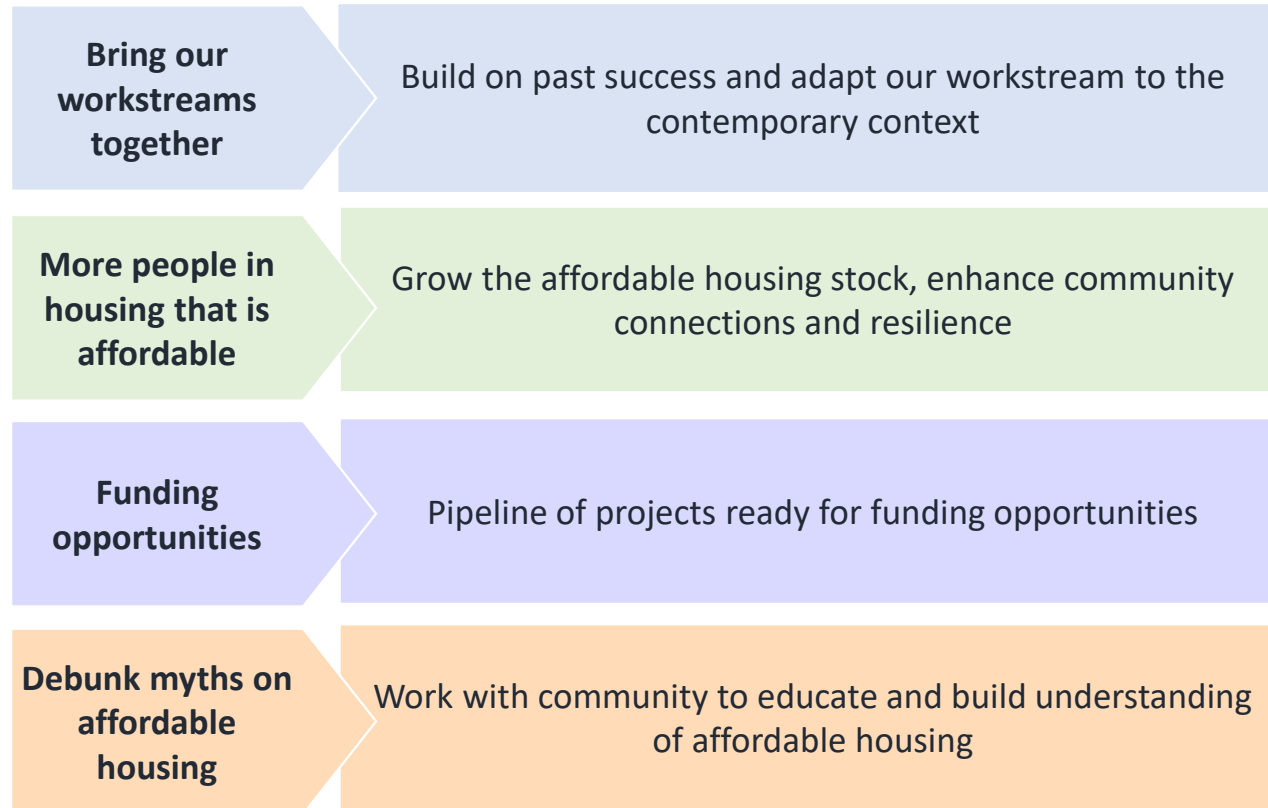 Bring our
workstreams
together
Build on past success and adapt our workstream to the
contemporary context
More people in
housing that is
affordable
Grow the affordable housing stock, enhance community
connections and resilience
Funding
opportunities
Pipeline of projects ready for funding opportunities
Debunk myths on
affordable
housing
Work with community to educate and build understanding
of affordable housing